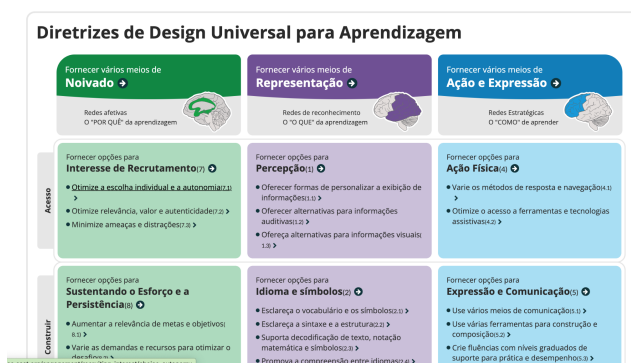 Diretrizes de Design Universal para Aprendizagem
Fornecer vários meios de
Noivado
Redes afetivas
O "POR QUÊ" da aprendizagem
Fornecer vários meios de
Representação
Redes de reconhecimento
O "O QUE" da aprendizagem
Fornecer vários meios de
Ação e Expressão
Redes Estratégicas
O "COMO" de aprender
Acesso
Fornecer opções para
Interesse de Recrutamento(7)
Otimize a escolha individual e a autonomia(7.1)
Otimize relevância, valor e autenticidade(7.2)
Minimize ameaças e distrações(7.3)
Fornecer opções para
Percepção(1)
Oferecer formas de personalizar a exibição de
informações(1.1)
Oferecer alternativas para informações
auditivas(1.2)
Ofereça alternativas para informações visuais(
1.3)
Fornecer opções para
Ação Física(4)
Varie os métodos de resposta e navegação(4.1)
Otimize o acesso a ferramentas e tecnologias
assistivas(4.2)
Construir
Fornecer opções para
Sustentando o Esforço e a
Persistência(8)
Aumentar a relevância de metas e objetivos(
8.1)
Varie as demandas e recursos para otimizar o
Fornecer opções para
Idioma e símbolos(2)
Esclareça o vocabulário e os símbolos(2.1)
Esclareça a sintaxe e a estrutura(2.2)
Suporta decodificação de texto, notação
matemática e símbolos(2.3)
Promova a compreensão entre idiomas(2.4)
Fornecer opções para
Expressão e Comunicação(5)
Use vários meios de comunicação(5.1)
Use várias ferramentas para construção e
composição(5.2)
Crie fluências com níveis graduados de
suporte para prática e desempenho(5.3)